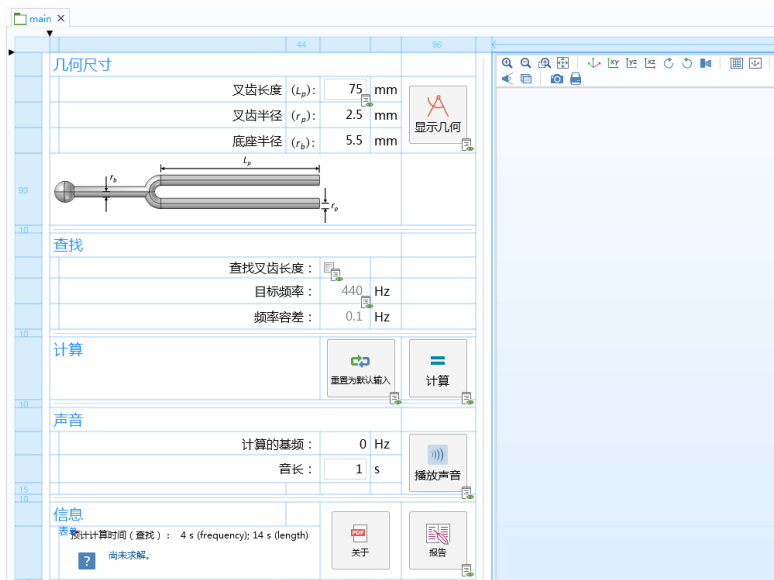 main
44
96
几何尺寸
叉齿长度 (Lp): 75 mm
叉齿半径 (rp): 2.5 mm
底座半径 (rb): 5.5 mm
显示几何
93
Lp
rb
rp
10
查找
查找叉齿长度：
目标频率： 440 Hz
频率容差： 0.1 Hz
10
计算
重置为默认输入
计算
10
声音
计算的基频： 0 Hz
音长： 1 s
播放声音
15
10
信息
预计计算时间（查找）： 4 s (frequency); 14 s (length)
? 尚未求解。
PDF
关于
报告
xy
yz
xz